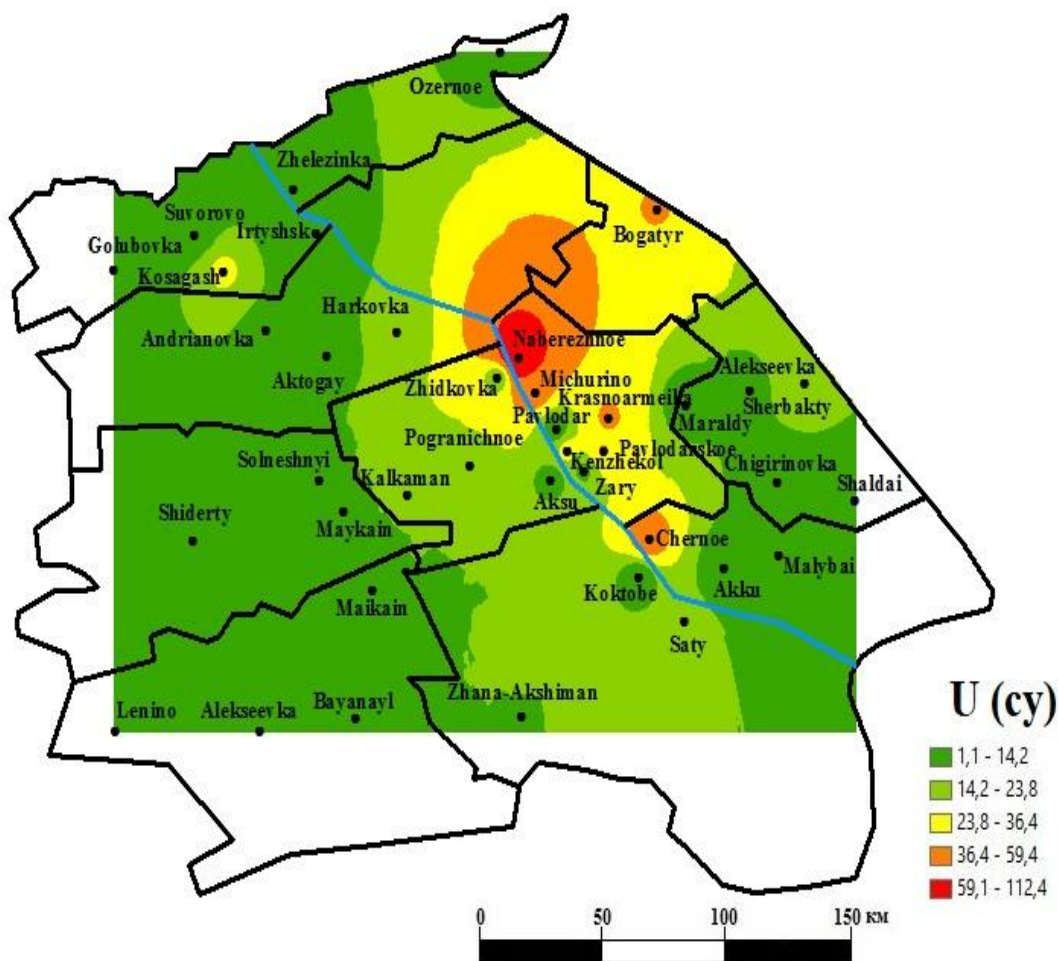 Ozernoe
Zhelezinka
Suvorovo
Irtyshsk
Bogatyr
Golubovka
Kosagash
Harkovka
Andrianovka
Naberezhnoe
Aktogay
Alekseevka
Zhidkovka
Michurino
Krasnoarmeika
Sherbakty
Pavlodar
Maraldy
Pogranichnoe
Pavlodarskoe
Solneshnyi
Kenzhekol
Chigirinovka
Kalkaman
Zary
Shaldai
Aksu
Shiderty
Maykain
Chernoe
Malybai
Koktobe
Akku
Maikain
Saty
Zhana-Akshiman
Bayanayl
Lenino
Alekseevka
U (су)
1,1 - 14,2
14,2 - 23,8
23,8 - 36,4
36,4 - 59,4
59,1 - 112,4
0 50 100 150 км